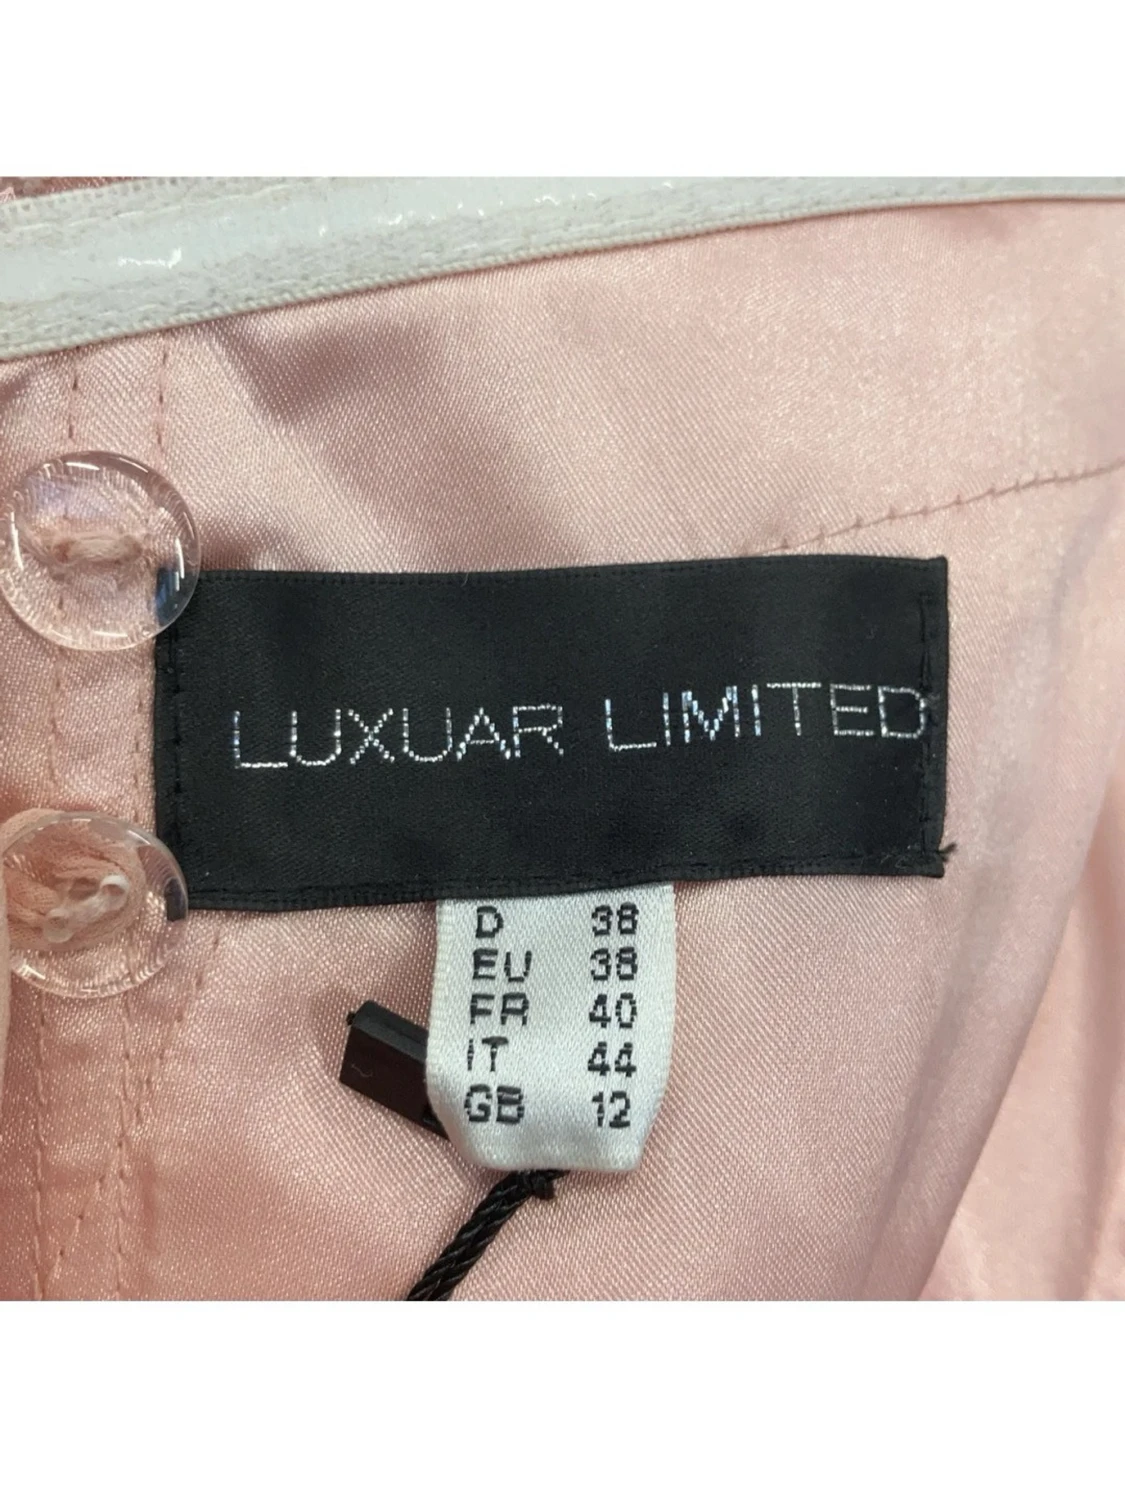 LUXUAR LIMITED
D 38
EU 38
FR 40
IT 44
GB 12